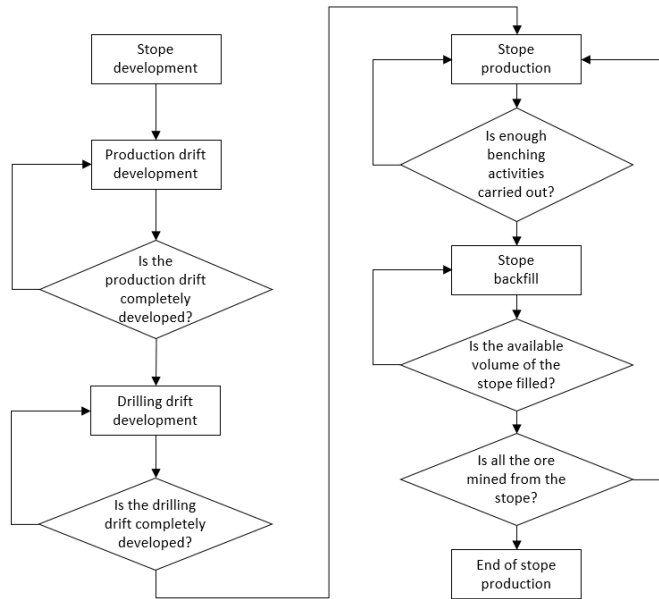 Stope
development
Production drift
development
Is the
production drift
completely
developed?
Drilling drift
development
Is the drilling
drift completely
developed?
Stope
production
Is enough
benching
activities
carried out?
Stope
backfill
Is the available
volume of the
stope filled?
Is all the ore
mined from the
stope?
End of stope
production